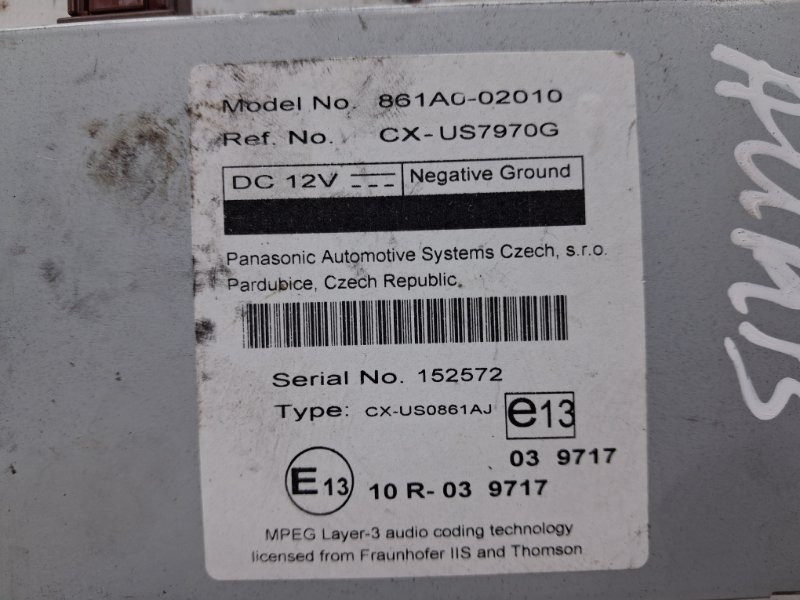 Model No. 861A0-02010
Ref. No. CX-US7970G
DC 12V
Negative Ground
Panasonic Automotive Systems Czech, s.r.o.
Pardubice, Czech Republic.
Serial No. 152572
Type: CX-US0861AJ e13
03 9717
E13 10 R-03 9717
MPEG Layer-3 audio coding technology
licensed from Fraunhofer IIS and Thomson